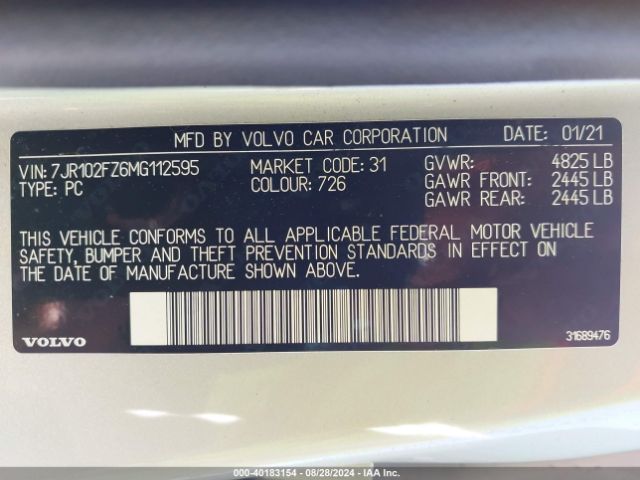 MFD BY VOLVO CAR CORPORATION DATE: 01/21
VIN: 7JR102FZ6MG112595 MARKET CODE: 31 GVWR: 4825 LB
TYPE: PC COLOUR: 726 GAWR FRONT: 2445 LB
GAWR REAR: 2445 LB
THIS VEHICLE CONFORMS TO ALL APPLICABLE FEDERAL MOTOR VEHICLE
SAFETY, BUMPER AND THEFT PREVENTION STANDARDS IN EFFECT ON
THE DATE OF MANUFACTURE SHOWN ABOVE.
VOLVO 31689476
000-40183154 - 08/28/2024 - IAA Inc.